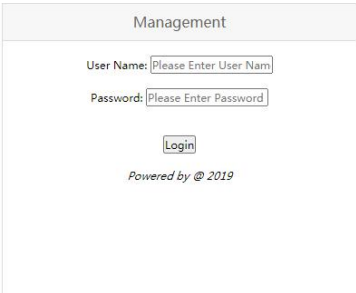 Management
User Name: Please Enter User Nam
Password: Please Enter Password
Login
Powered by @ 2019